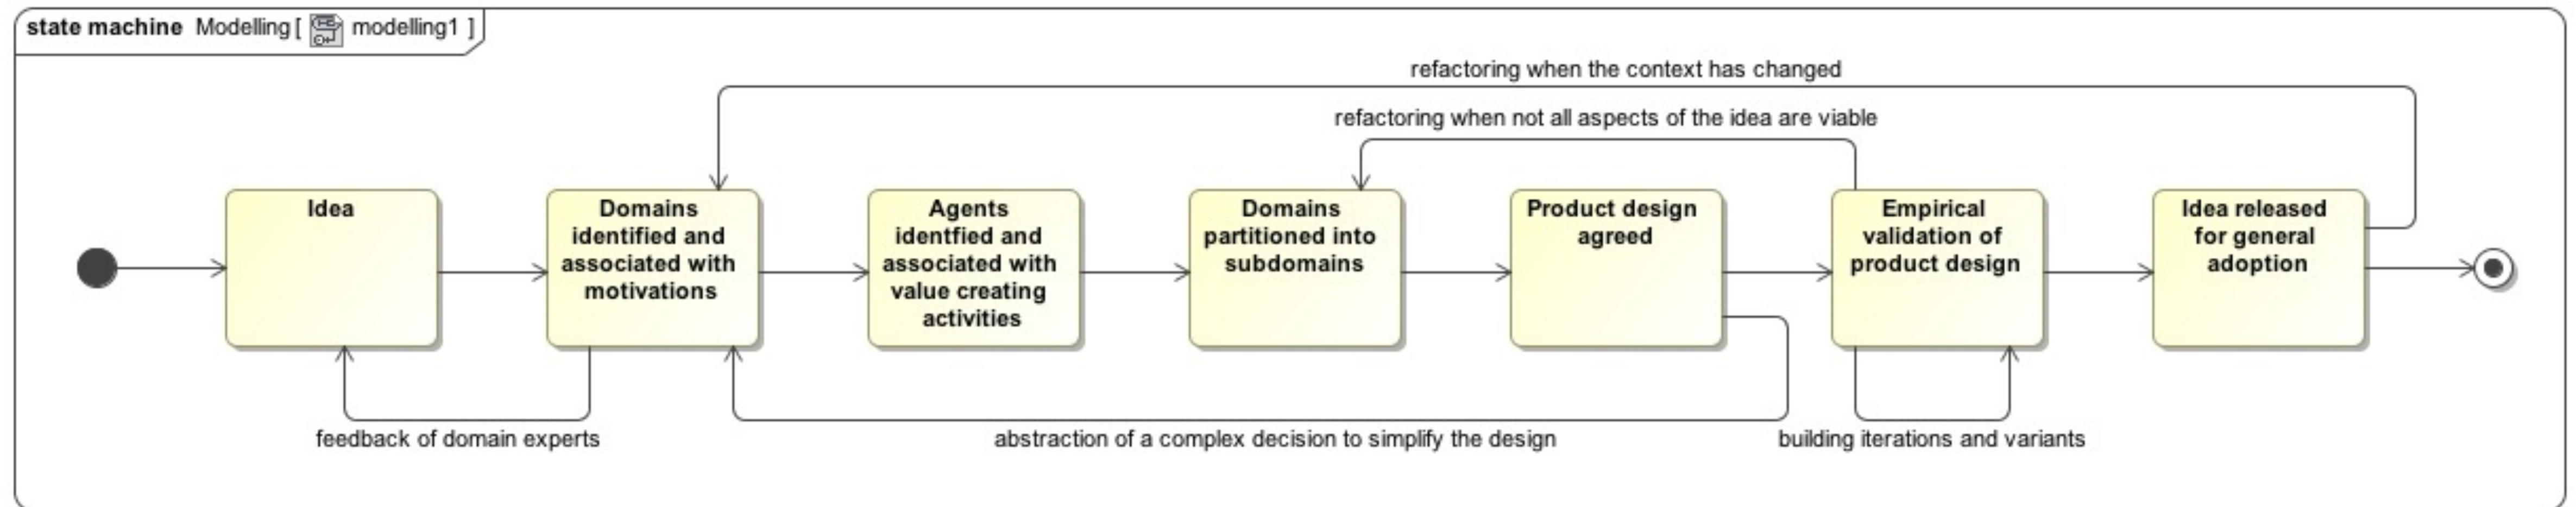 state machine Modelling [ modelling1 ]
refactoring when the context has changed
refactoring when not all aspects of the idea are viable
Idea
Domains
identified and
associated with
motivations
Agents
identfied and
associated with
value creating
activities
Domains
partitioned into
subdomains
Product design
agreed
Empirical
validation of
product design
Idea released
for general
adoption
feedback of domain experts
abstraction of a complex decision to simplify the design
building iterations and variants